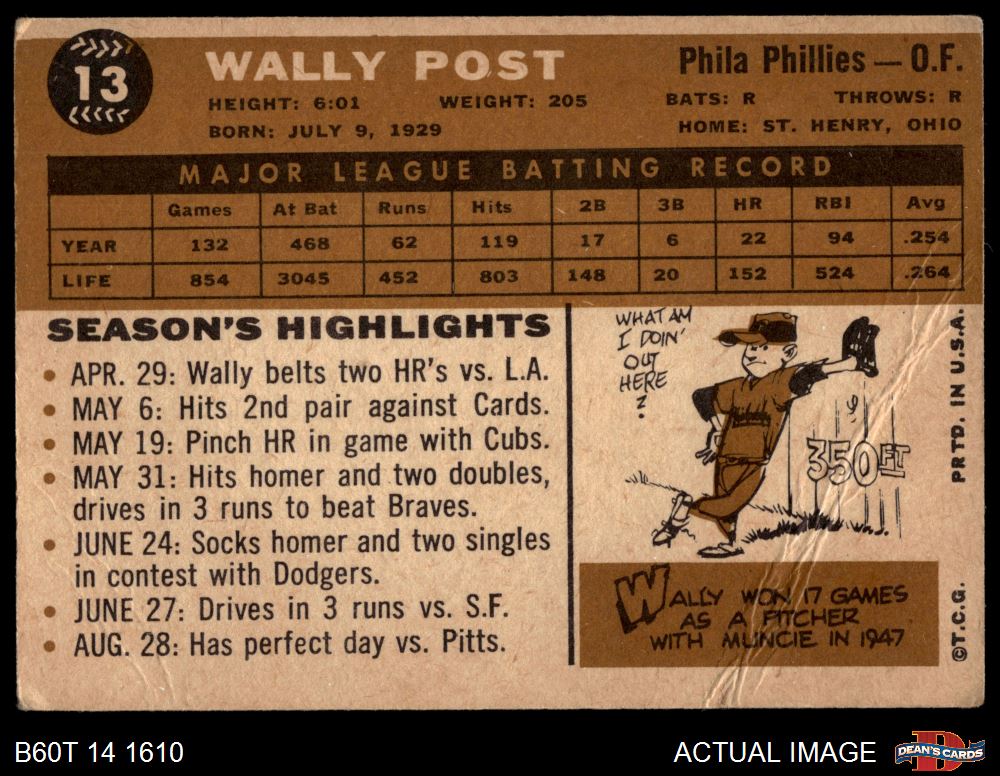 13
WALLY POST
Phila Phillies — O.F.
HEIGHT: 6:01 WEIGHT: 205 BATS: R THROWS: R
BORN: JULY 9, 1929 HOME: ST. HENRY, OHIO
MAJOR LEAGUE BATTING RECORD
Games At Bat Runs Hits 2B 3B HR RBI Avg
YEAR 132 468 62 119 17 6 22 94 .254
LIFE 854 3045 452 803 148 20 152 524 .264
SEASON'S HIGHLIGHTS
• APR. 29: Wally belts two HR's vs. L.A.
• MAY 6: Hits 2nd pair against Cards.
• MAY 19: Pinch HR in game with Cubs.
• MAY 31: Hits homer and two doubles,
drives in 3 runs to beat Braves.
• JUNE 24: Socks homer and two singles
in contest with Dodgers.
• JUNE 27: Drives in 3 runs vs. S.F.
• AUG. 28: Has perfect day vs. Pitts.
WHAT AM
I DOIN'
OUT
HERE
?
350 FT
WALLY WON 17 GAMES
AS A PITCHER
WITH MUNCIE IN 1947
PRTD. IN U.S.A.
©T.C.G.
B60T 14 1610
ACTUAL IMAGE
DEAN'S CARDS